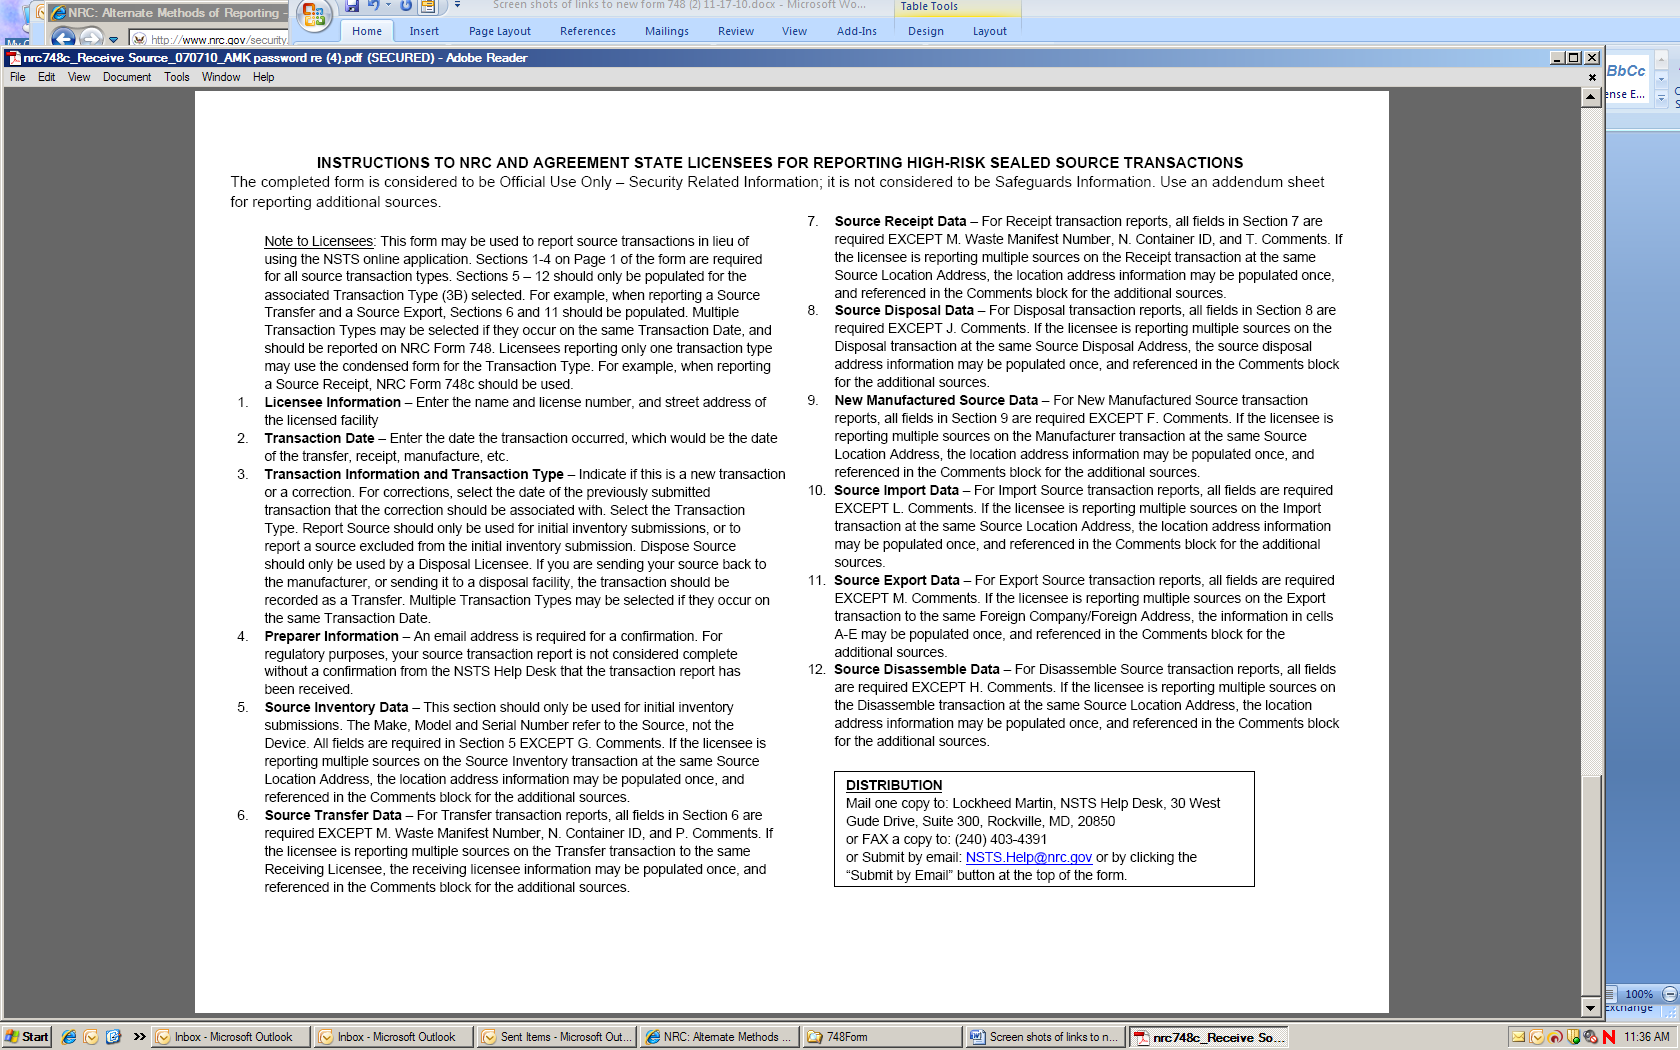 NRC: Alternate Methods of Reporting -
Screen shots of links to new form 748 (2) 11-17-10.docx - Microsoft Wo...
Table Tools
http://www.nrc.gov/security
Home Insert Page Layout References Mailings Review View Add-Ins Design Layout
nrc748c_Receive Source_070710_AMK password re (4).pdf (SECURED) - Adobe Reader
File Edit View Document Tools Window Help
BbCc
ense E...
INSTRUCTIONS TO NRC AND AGREEMENT STATE LICENSEES FOR REPORTING HIGH-RISK SEALED SOURCE TRANSACTIONS
The completed form is considered to be Official Use Only – Security Related Information; it is not considered to be Safeguards Information. Use an addendum sheet
for reporting additional sources.
Note to Licensees: This form may be used to report source transactions in lieu of
using the NSTS online application. Sections 1-4 on Page 1 of the form are required
for all source transaction types. Sections 5 – 12 should only be populated for the
associated Transaction Type (3B) selected. For example, when reporting a Source
Transfer and a Source Export, Sections 6 and 11 should be populated. Multiple
Transaction Types may be selected if they occur on the same Transaction Date, and
should be reported on NRC Form 748. Licensees reporting only one transaction type
may use the condensed form for the Transaction Type. For example, when reporting
a Source Receipt, NRC Form 748c should be used.
1. Licensee Information – Enter the name and license number, and street address of
the licensed facility
2. Transaction Date – Enter the date the transaction occurred, which would be the date
of the transfer, receipt, manufacture, etc.
3. Transaction Information and Transaction Type – Indicate if this is a new transaction
or a correction. For corrections, select the date of the previously submitted
transaction that the correction should be associated with. Select the Transaction
Type. Report Source should only be used for initial inventory submissions, or to
report a source excluded from the initial inventory submission. Dispose Source
should only be used by a Disposal Licensee. If you are sending your source back to
the manufacturer, or sending it to a disposal facility, the transaction should be
recorded as a Transfer. Multiple Transaction Types may be selected if they occur on
the same Transaction Date.
4. Preparer Information – An email address is required for a confirmation. For
regulatory purposes, your source transaction report is not considered complete
without a confirmation from the NSTS Help Desk that the transaction report has
been received.
5. Source Inventory Data – This section should only be used for initial inventory
submissions. The Make, Model and Serial Number refer to the Source, not the
Device. All fields are required in Section 5 EXCEPT G. Comments. If the licensee is
reporting multiple sources on the Source Inventory transaction at the same Source
Location Address, the location address information may be populated once, and
referenced in the Comments block for the additional sources.
6. Source Transfer Data – For Transfer transaction reports, all fields in Section 6 are
required EXCEPT M. Waste Manifest Number, N. Container ID, and P. Comments. If
the licensee is reporting multiple sources on the Transfer transaction to the same
Receiving Licensee, the receiving licensee information may be populated once, and
referenced in the Comments block for the additional sources.
7. Source Receipt Data – For Receipt transaction reports, all fields in Section 7 are
required EXCEPT M. Waste Manifest Number, N. Container ID, and T. Comments. If
the licensee is reporting multiple sources on the Receipt transaction at the same
Source Location Address, the location address information may be populated once,
and referenced in the Comments block for the additional sources.
8. Source Disposal Data – For Disposal transaction reports, all fields in Section 8 are
required EXCEPT J. Comments. If the licensee is reporting multiple sources on the
Disposal transaction at the same Source Disposal Address, the source disposal
address information may be populated once, and referenced in the Comments block
for the additional sources.
9. New Manufactured Source Data – For New Manufactured Source transaction
reports, all fields in Section 9 are required EXCEPT F. Comments. If the licensee is
reporting multiple sources on the Manufacturer transaction at the same Source
Location Address, the location address information may be populated once, and
referenced in the Comments block for the additional sources.
10. Source Import Data – For Import Source transaction reports, all fields are required
EXCEPT L. Comments. If the licensee is reporting multiple sources on the Import
transaction at the same Source Location Address, the location address information
may be populated once, and referenced in the Comments block for the additional
sources.
11. Source Export Data – For Export Source transaction reports, all fields are required
EXCEPT M. Comments. If the licensee is reporting multiple sources on the Export
transaction to the same Foreign Company/Foreign Address, the information in cells
A-E may be populated once, and referenced in the Comments block for the
additional sources.
12. Source Disassemble Data – For Disassemble Source transaction reports, all fields
are required EXCEPT H. Comments. If the licensee is reporting multiple sources on
the Disassemble transaction at the same Source Location Address, the location
address information may be populated once, and referenced in the Comments block
for the additional sources.
DISTRIBUTION
Mail one copy to: Lockheed Martin, NSTS Help Desk, 30 West
Gude Drive, Suite 300, Rockville, MD, 20850
or FAX a copy to: (240) 403-4391
or Submit by email: NSTS.Help@nrc.gov or by clicking the
“Submit by Email” button at the top of the form.
100%
Exchange
Start Inbox - Microsoft Outlook Inbox - Microsoft Outlook Sent Items - Microsoft Out... NRC: Alternate Methods ... 748Form Screen shots of links to n... nrc748c_Receive So... 11:36 AM